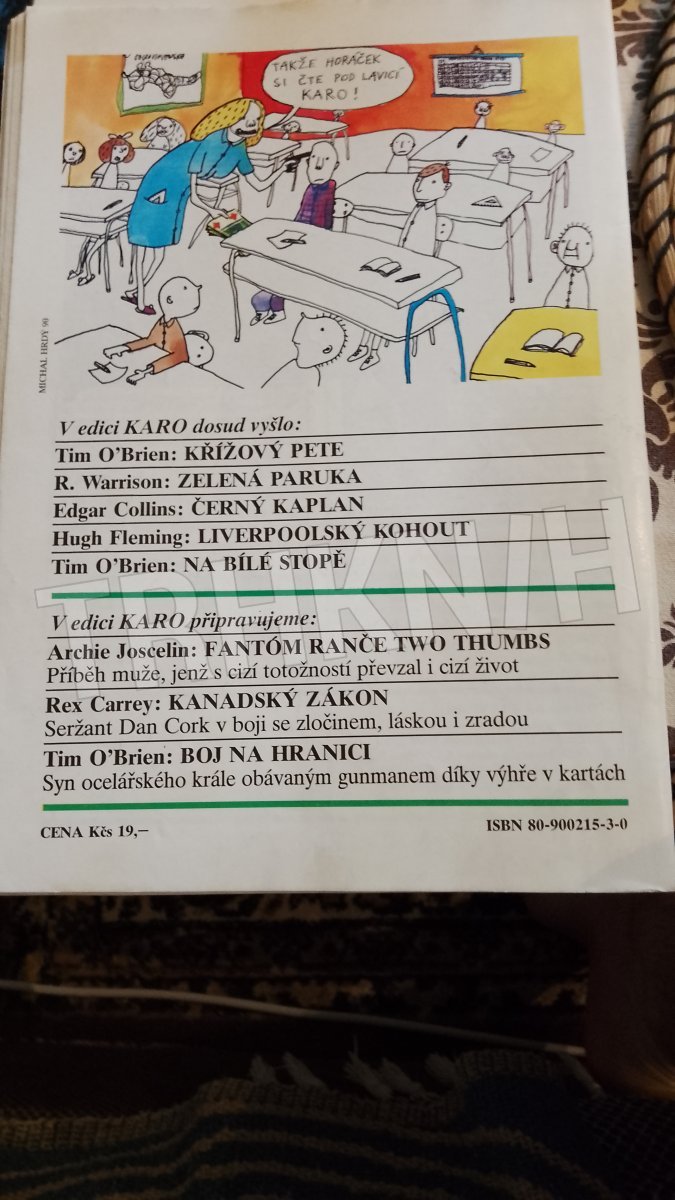 TAKŽE HORÁČEK
SI ČTE POD LAVICÍ
KARO!
MICHAL HRDÝ 90
V edici KARO dosud vyšlo:
Tim O'Brien: KŘÍŽOVÝ PETE
R. Warrison: ZELENÁ PARUKA
Edgar Collins: ČERNÝ KAPLAN
Hugh Fleming: LIVERPOOLSKÝ KOHOUT
Tim O'Brien: NA BÍLÉ STOPĚ
TRHKNIH
V edici KARO připravujeme:
Archie Joscelin: FANTÓM RANČE TWO THUMBS
Příběh muže, jenž s cizí totožností převzal i cizí život
Rex Carrey: KANADSKÝ ZÁKON
Seržant Dan Cork v boji se zločinem, láskou i zradou
Tim O'Brien: BOJ NA HRANICI
Syn ocelářského krále obávaným gunmanem díky výhře v kartách
CENA Kčs 19,–
ISBN 80-900215-3-0